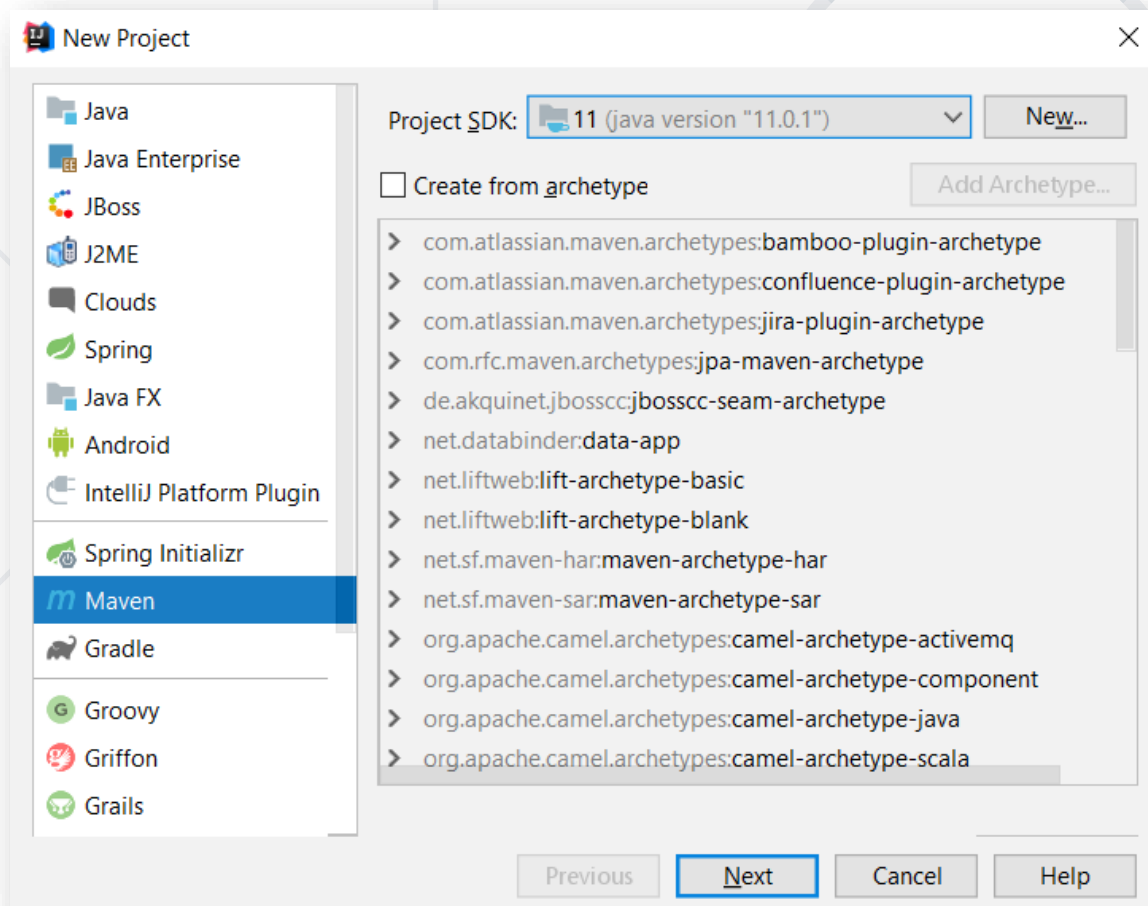 New Project
Java
Java Enterprise
JBoss
J2ME
Clouds
Spring
Java FX
Android
IntelliJ Platform Plugin
Spring Initializr
Maven
Gradle
Groovy
Griffon
Grails
Project SDK: 11 (java version "11.0.1") New...
Create from archetype Add Archetype...
com.atlassian.maven.archetypes:bamboo-plugin-archetype
com.atlassian.maven.archetypes:confluence-plugin-archetype
com.atlassian.maven.archetypes:jira-plugin-archetype
com.rfc.maven.archetypes:jpa-maven-archetype
de.akquinet.jbosscc:jbosscc-seam-archetype
net.databinder:data-app
net.liftweb:lift-archetype-basic
net.liftweb:lift-archetype-blank
net.sf.maven-har:maven-archetype-har
net.sf.maven-sar:maven-archetype-sar
org.apache.camel.archetypes:camel-archetype-activemq
org.apache.camel.archetypes:camel-archetype-component
org.apache.camel.archetypes:camel-archetype-java
org.apache.camel.archetypes:camel-archetype-scala
Previous Next Cancel Help